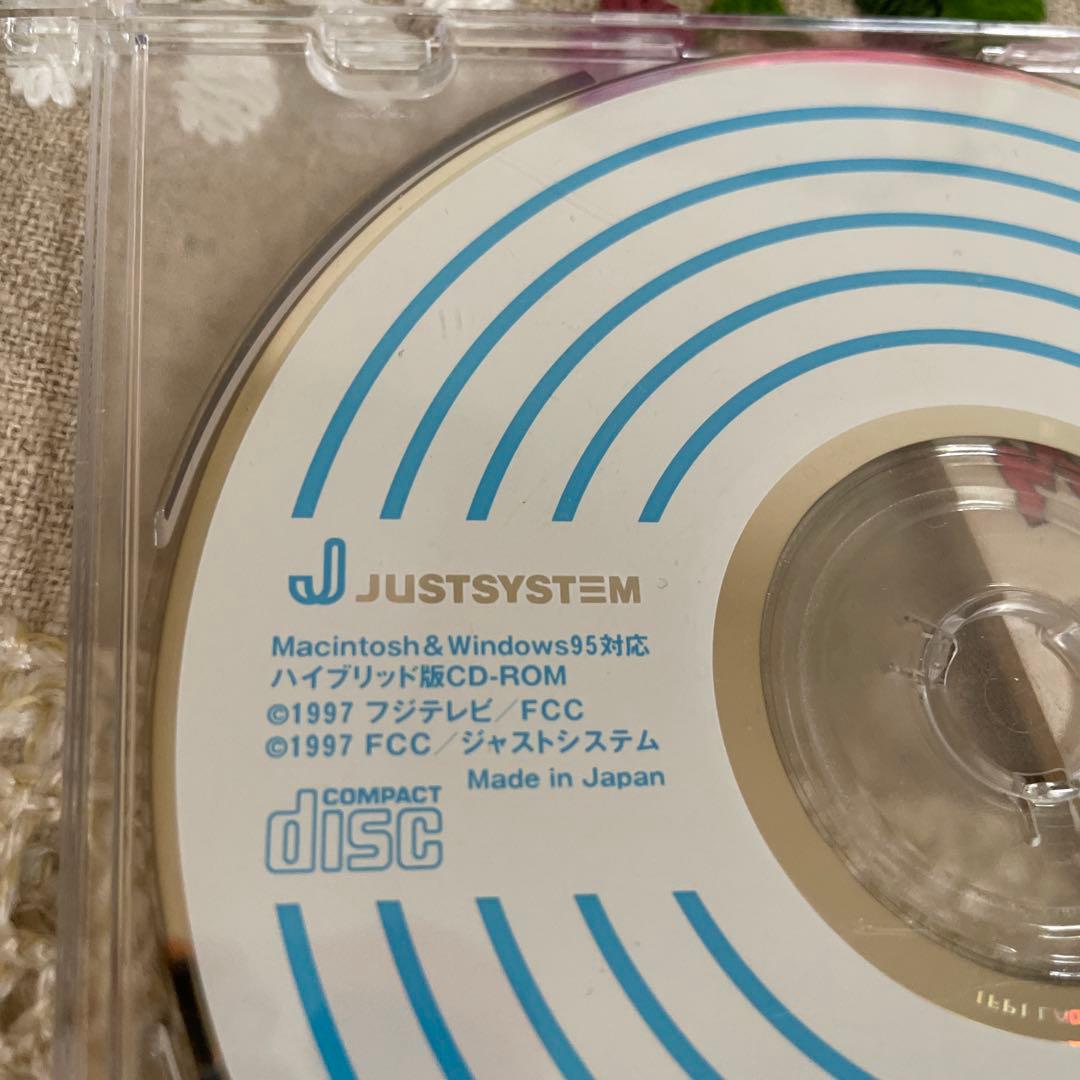 JUSTSYSTEM
Macintosh&Windows95対応
ハイブリッド版CD-ROM
©1997 フジテレビ/FCC
©1997 FCC/ジャストシステム
Made in Japan
COMPACT
disc